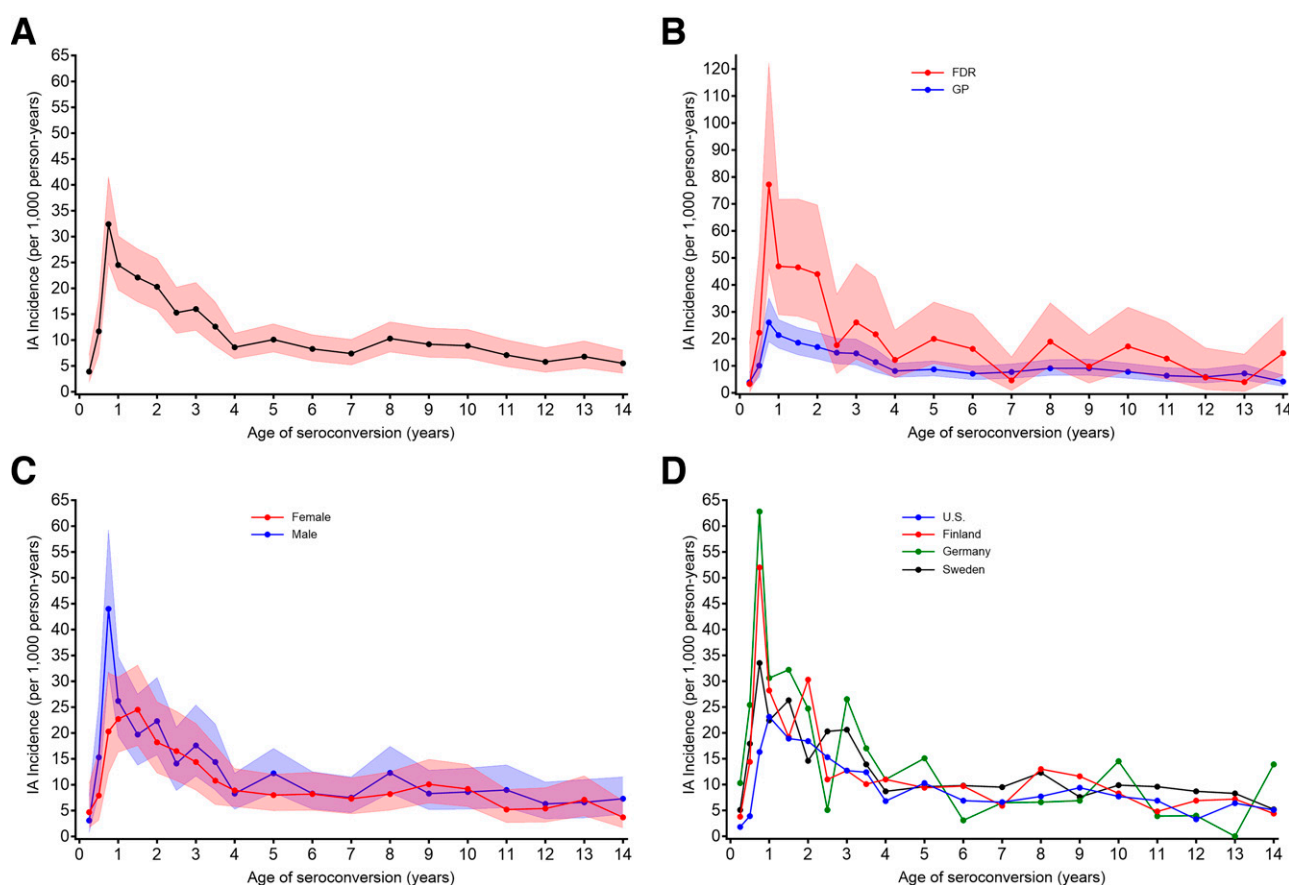 A
IA Incidence (per 1,000 person-years)
65
60
55
50
45
40
35
30
25
20
15
10
5
0
0 1 2 3 4 5 6 7 8 9 10 11 12 13 14
Age of seroconversion (years)
B
IA Incidence (per 1,000 person-years)
120
110
100
90
80
70
60
50
40
30
20
10
0
FDR
GP
0 1 2 3 4 5 6 7 8 9 10 11 12 13 14
Age of seroconversion (years)
C
IA Incidence (per 1,000 person-years)
65
60
55
50
45
40
35
30
25
20
15
10
5
0
Female
Male
0 1 2 3 4 5 6 7 8 9 10 11 12 13 14
Age of seroconversion (years)
D
IA Incidence (per 1,000 person-years)
65
60
55
50
45
40
35
30
25
20
15
10
5
0
U.S.
Finland
Germany
Sweden
0 1 2 3 4 5 6 7 8 9 10 11 12 13 14
Age of seroconversion (years)